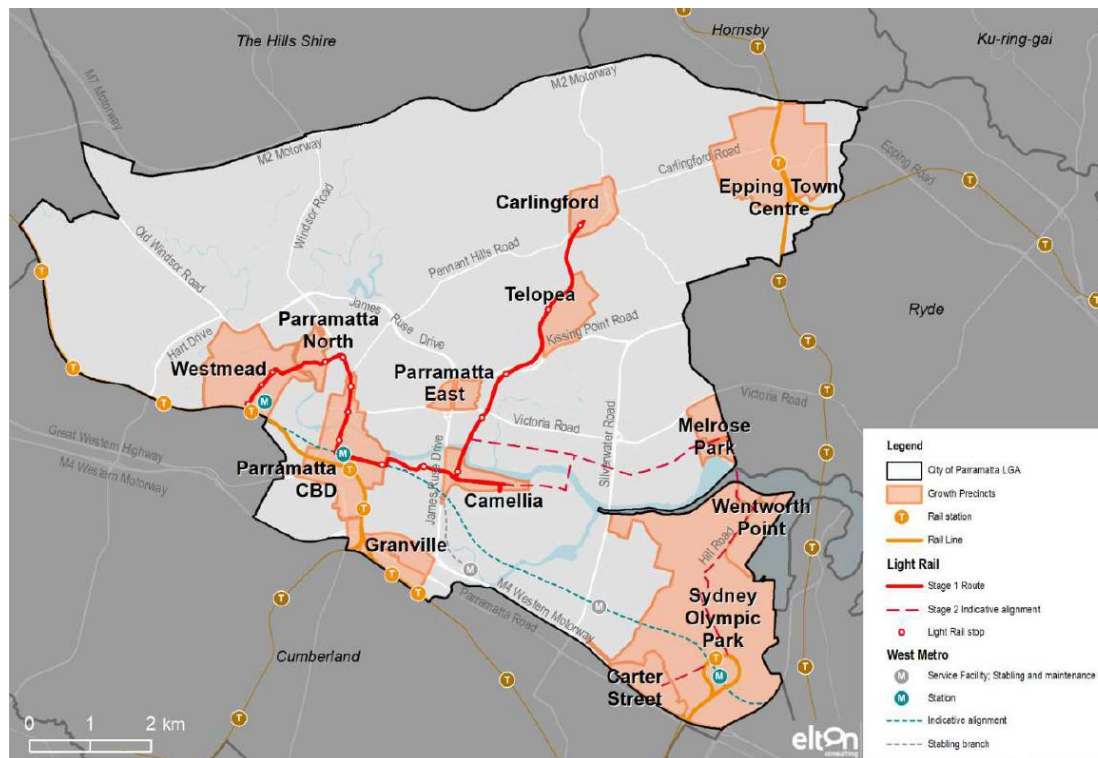 The Hills Shire
Hornsby
Ku-ring-gai
M7 Motorway
M2 Motorway
M2 Motorway
Carlingford Road
Epping Road
Epping Town
Centre
Carlingford
Windsor Road
Old Windsor Road
Pennant Hills Road
Telopea
Ryde
James Ruse Drive
Kissing Point Road
Parramatta
North
Hart Drive
Westmead
Parramatta
East
Victoria Road
Victoria Road
Melrose
Park
Silverwater Road
Great Western Highway
M4 Western Motorway
Parramatta
CBD
James Ruse Drive
Camellia
Wentworth
Point
Hill Road
Granville
M4 Western Motorway
Parramatta Road
Sydney
Olympic
Park
Carter
Street
Cumberland
0 1 2 km
elton
consulting
Legend
City of Parramatta LGA
Growth Precincts
T Rail station
Rail Line
Light Rail
Stage 1 Route
Stage 2 Indicative alignment
Light Rail stop
West Metro
M Service Facility; Stabling and maintenance
M Station
Indicative alignment
Stabling branch